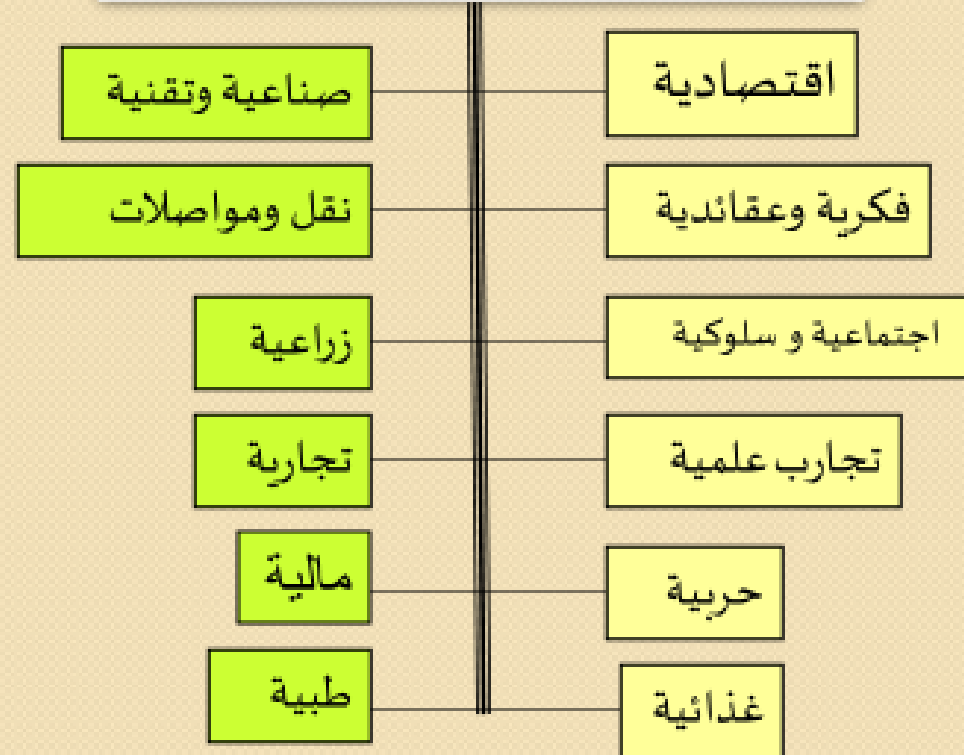 اقتصادية
صناعية وتقنية
فكرية وعقائدية
نقل ومواصلات
اجتماعية و سلوكية
زراعية
تجارب علمية
تجارية
حربية
مالية
غذائية
طبية